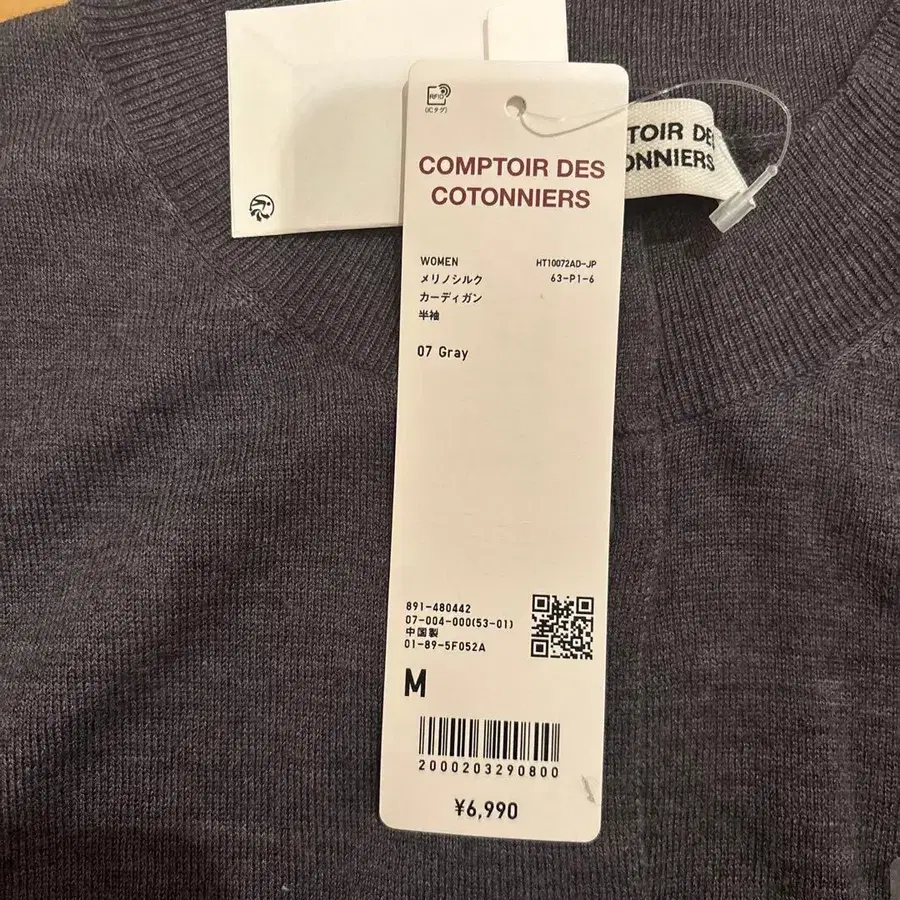 RFID
(ICタグ)
COMPTOIR DES
COTONNIERS
TOIR DE
ONNIERS
WOMEN
HT10072AD-JP
メリノシルク
63-P1-6
カーディガン
半袖
07 Gray
891-480442
07-004-000(53-01)
中国製
01-89-5F052A
M
2000203290800
¥6,990